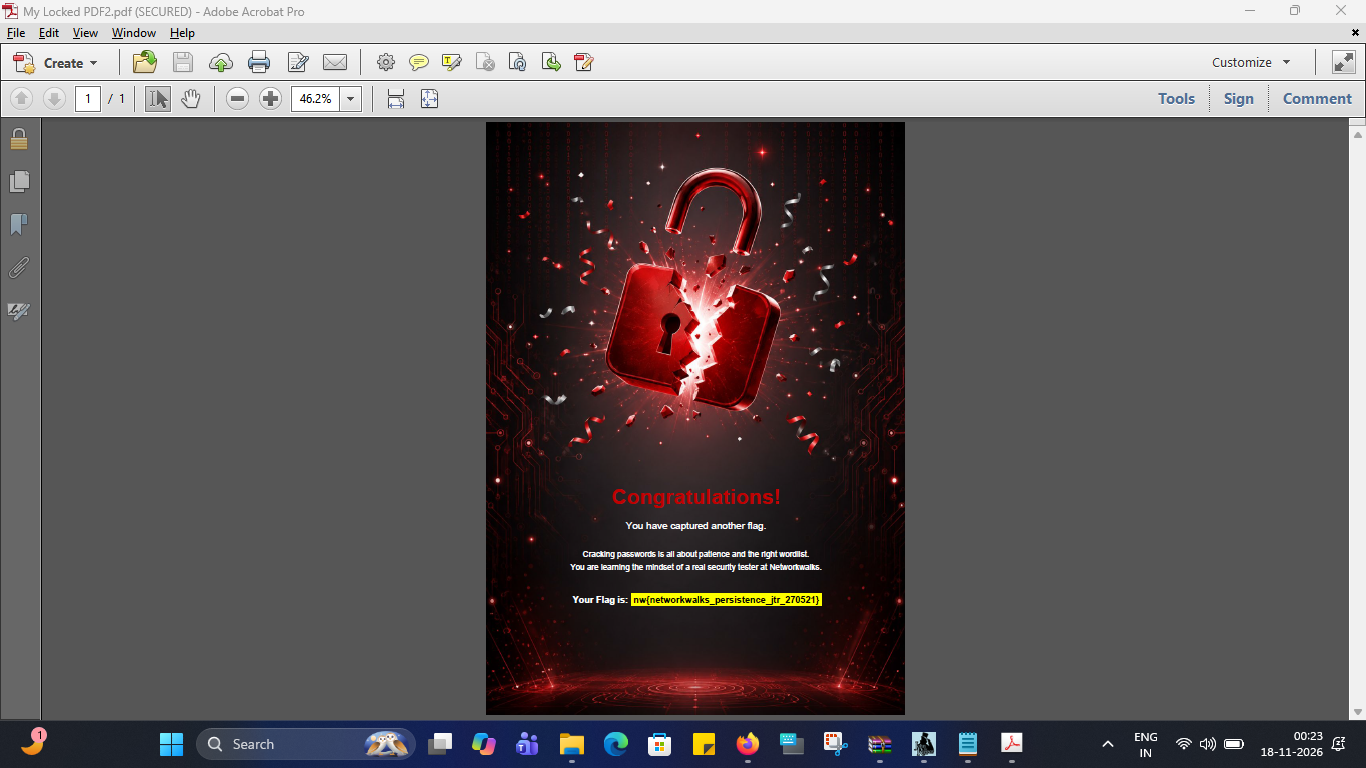 My Locked PDF2.pdf (SECURED) - Adobe Acrobat Pro
File Edit View Window Help
Create
Customize
1 / 1
46.2%
Tools Sign Comment
Congratulations!
You have captured another flag.
Cracking passwords is all about patience and the right wordlist.
You are learning the mindset of a real security tester at Networkwalks.
Your Flag is: nw{networkwalks_persistence_jtr_270521}
1
Search
ENG
IN
00:23
18-11-2026